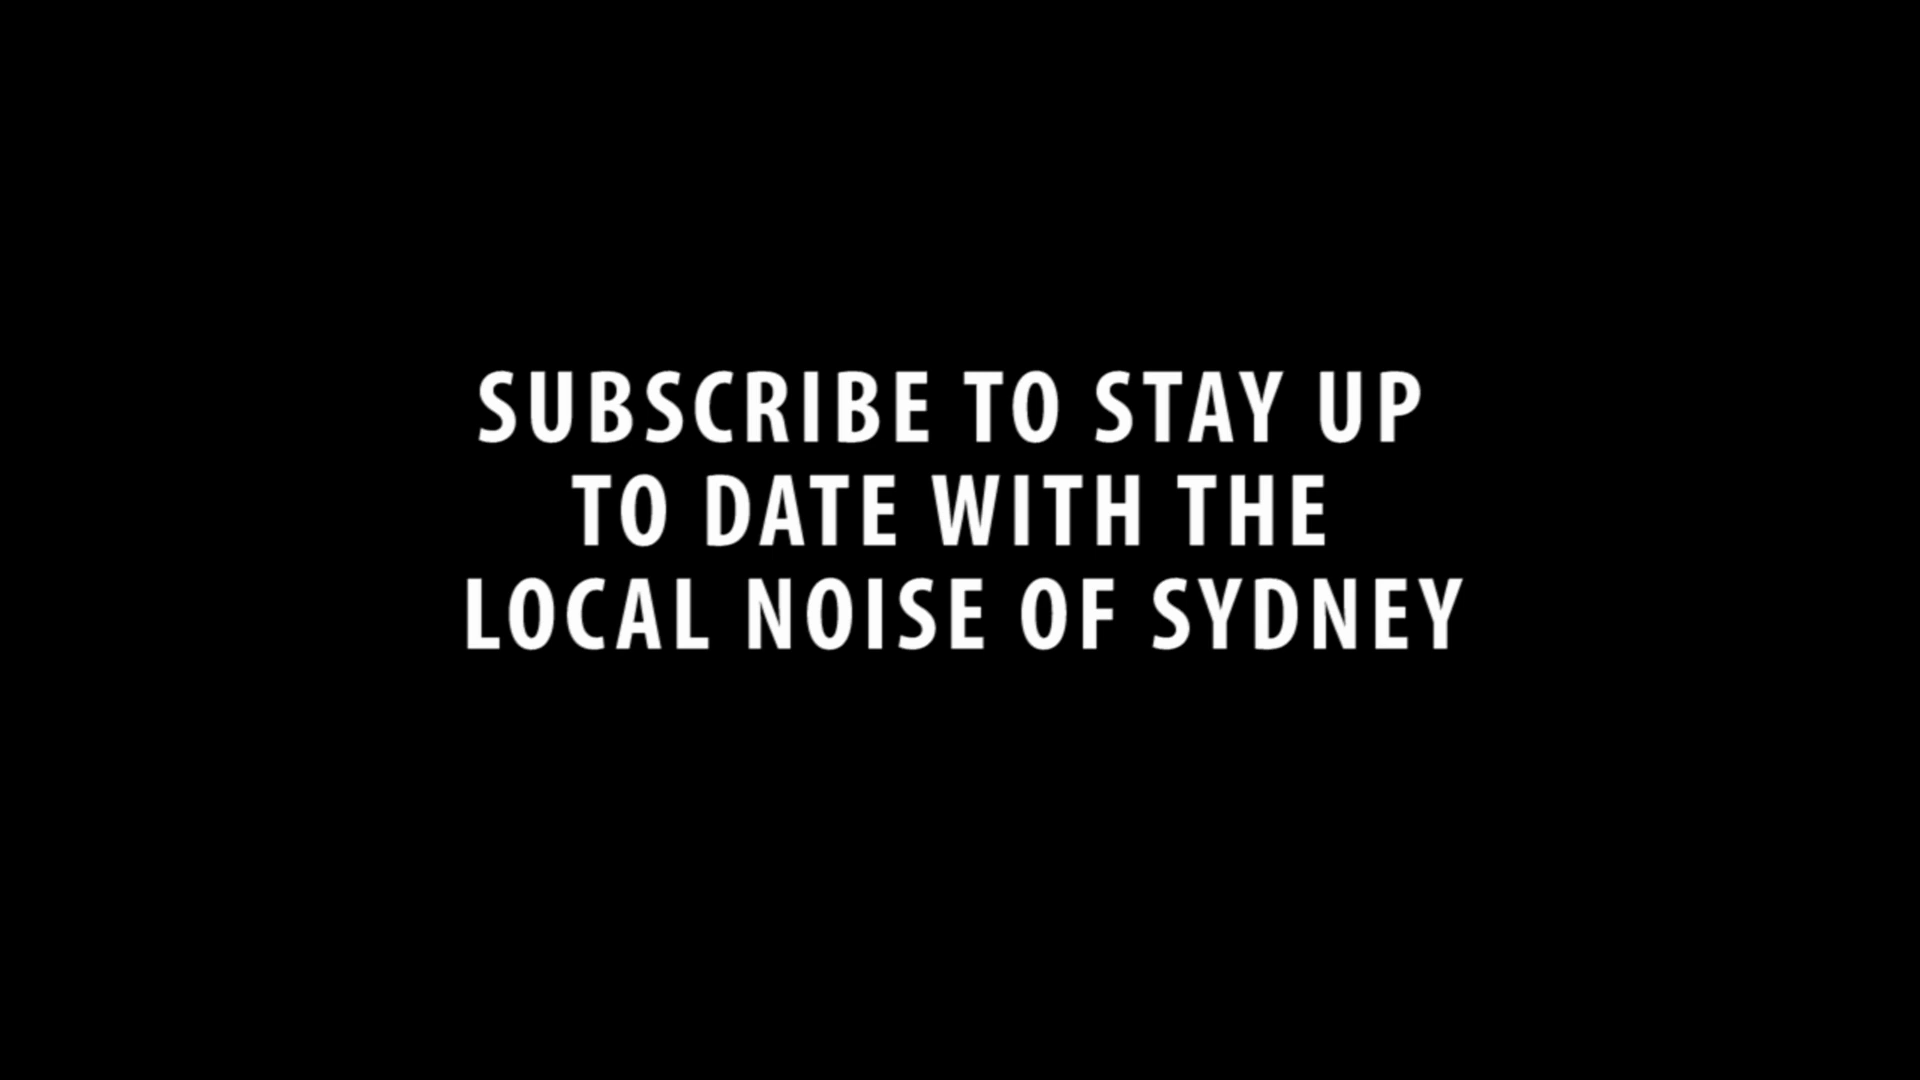 SUBSCRIBE TO STAY UP
TO DATE WITH THE
LOCAL NOISE OF SYDNEY